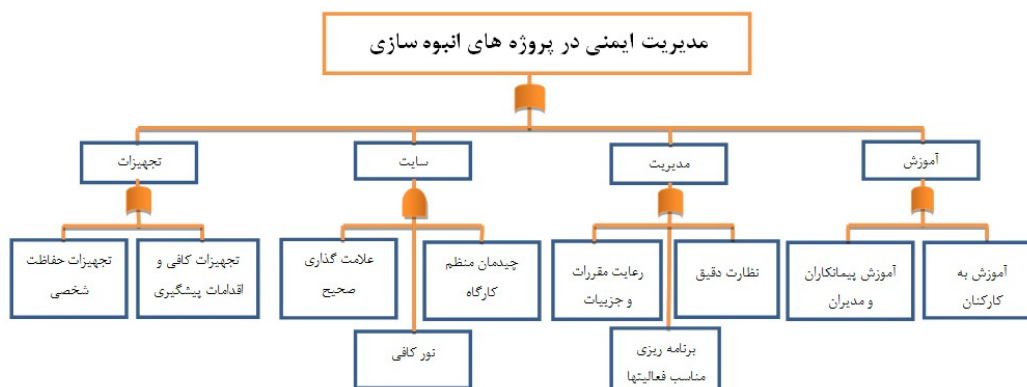 مدیریت ایمنی در پروژه های انبوه سازی
آموزش
مدیریت
سایت
تجهیزات
آموزش به
کارکنان
آموزش پیمانکاران
و مدیران
نظارت دقیق
رعایت مقررات
و جزییات
برنامه ریزی
مناسب فعالیتها
چیدمان منظم
کارگاه
علامت گذاری
صحیح
نور کافی
تجهیزات کافی و
اقدامات پیشگیری
تجهیزات حفاظت
شخصی